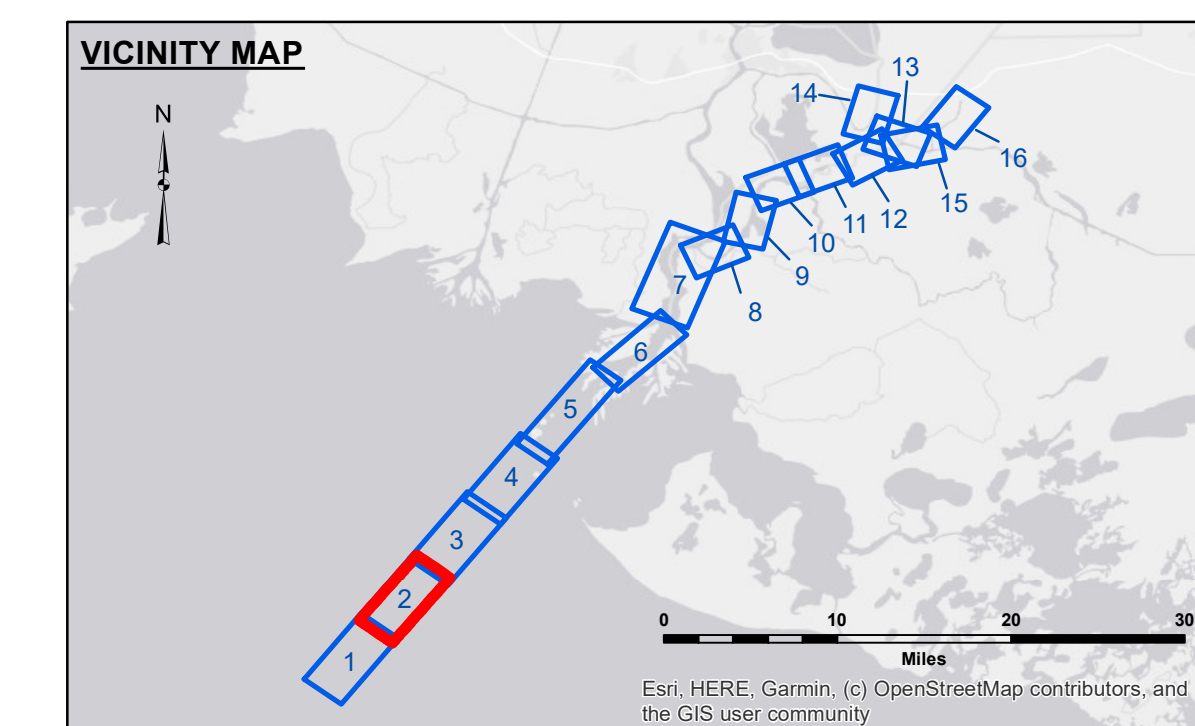 VICINITY MAP
N
13
14
16
15
12
11
10
9
8
7
6
5
4
3
2
1
0 10 20 30
Miles
Esri, HERE, Garmin, (c) OpenStreetMap contributors, and
the GIS user community